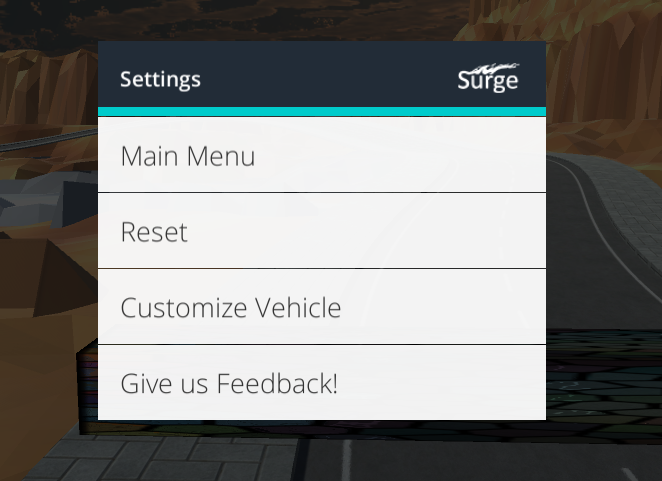 Settings
Surge
Main Menu
Reset
Customize Vehicle
Give us Feedback!